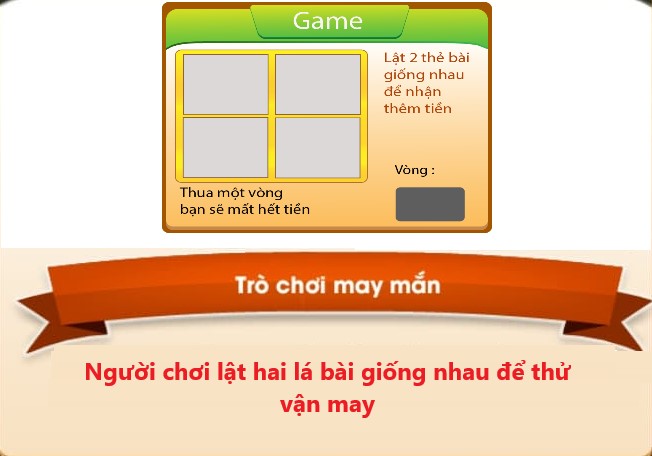 Game
Lật 2 thẻ bài
giống nhau
để nhận
thêm tiền
Vòng :
Thua một vòng
bạn sẽ mất hết tiền
Trò chơi may mắn
Người chơi lật hai lá bài giống nhau để thử
vận may